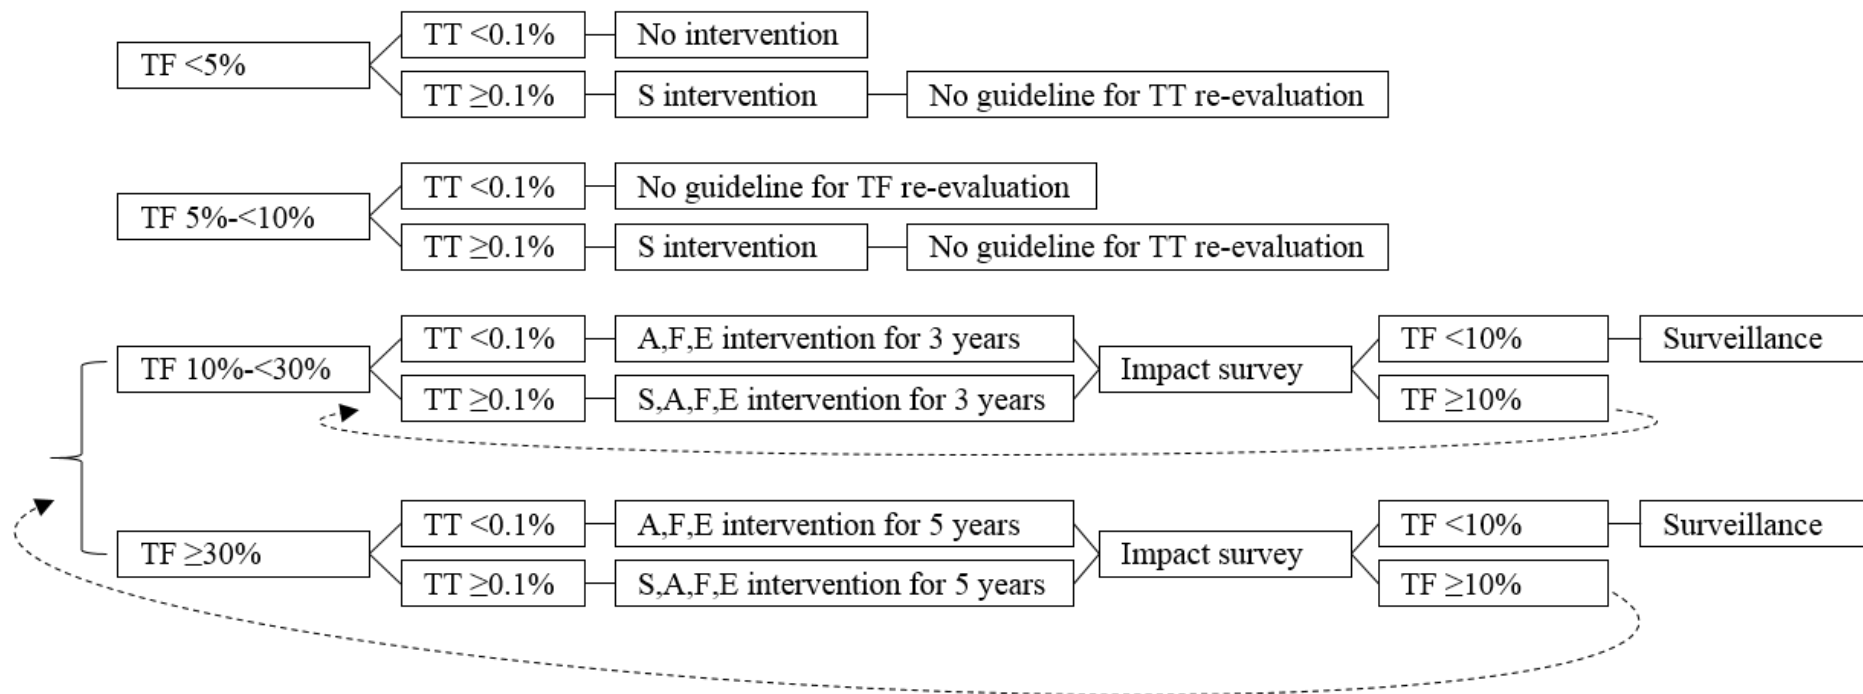 TF <5%
TT <0.1%
No intervention
TT ≥0.1%
S intervention
No guideline for TT re-evaluation
TF 5%-<10%
TT <0.1%
No guideline for TF re-evaluation
TT ≥0.1%
S intervention
No guideline for TT re-evaluation
TF 10%-<30%
TT <0.1%
A,F,E intervention for 3 years
TT ≥0.1%
S,A,F,E intervention for 3 years
Impact survey
TF <10%
Surveillance
TF ≥10%
TF ≥30%
TT <0.1%
A,F,E intervention for 5 years
TT ≥0.1%
S,A,F,E intervention for 5 years
Impact survey
TF <10%
Surveillance
TF ≥10%